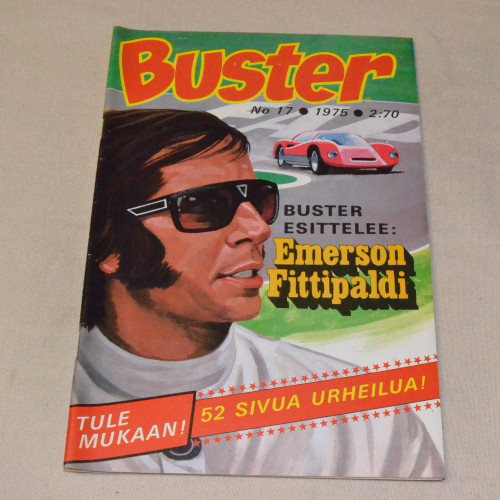 Buster
No 17 ● 1975 ● 2:70
BUSTER
ESITTELEE:
Emerson
Fittipaldi
TULE
MUKAAN!
52 SIVUA URHEILUA!